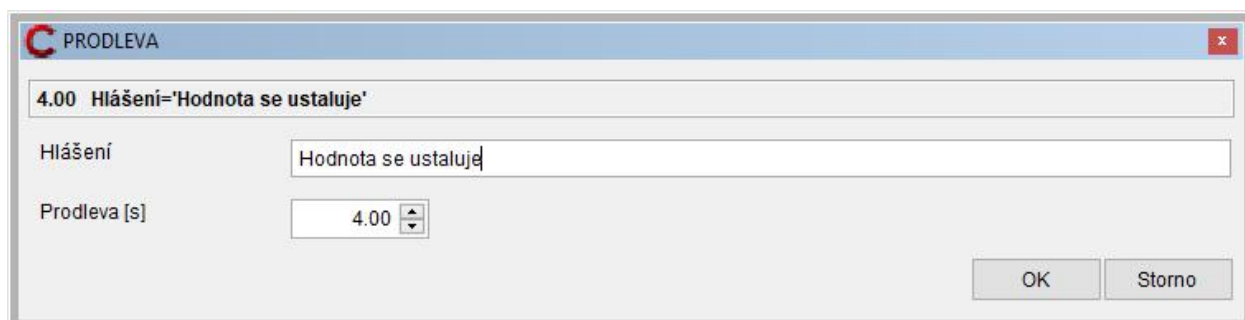 PRODLEVA
4.00 Hlášení='Hodnota se ustaluje'
Hlášení Hodnota se ustaluje
Prodleva [s] 4.00
OK Storno